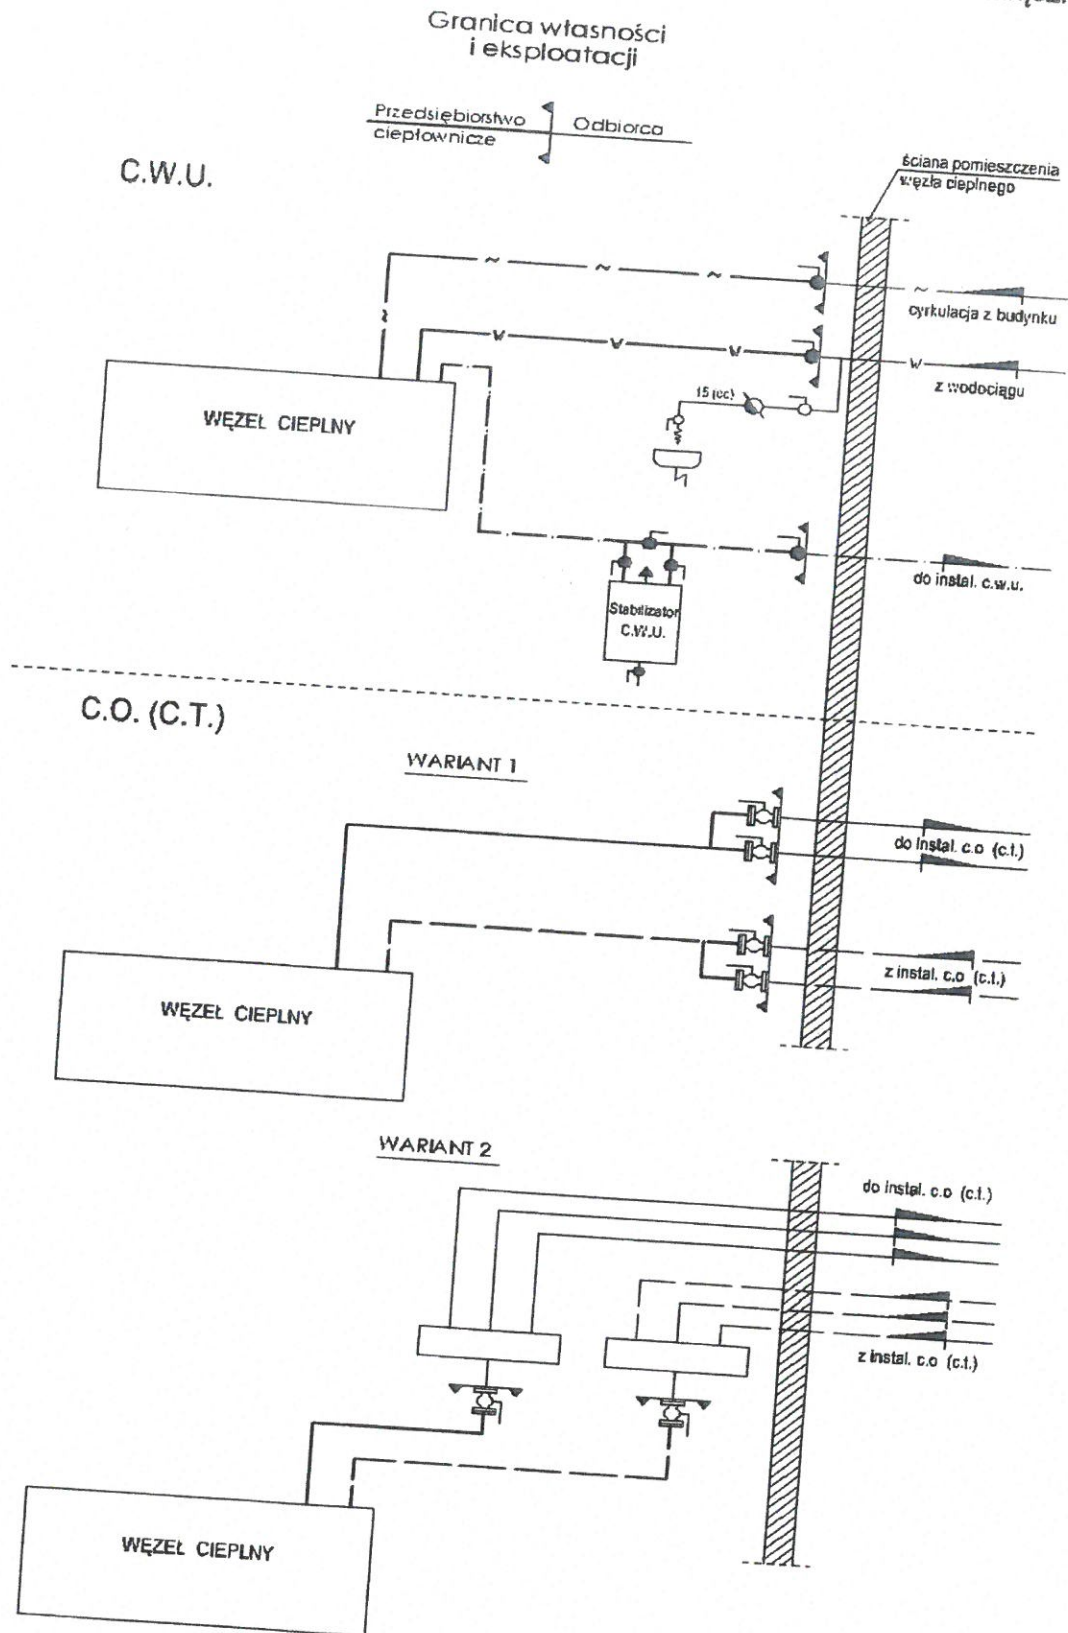 Granica własności
i eksploatacji
Przedsiębiorstwo
ciepłownicze
Odbiorca
C.W.U.
ściana pomieszczenia
węzła cieplnego
~ ~ ~ ~
~
cyrkulacja z budynku
w w w
w
z wodociągu
WĘZEŁ CIEPLNY
15 (oc)
do instal. c.w.u.
Stabilizator
C.W.U.
C.O. (C.T.)
WARIANT 1
do instal. c.o (c.t.)
z instal. c.o (c.t.)
WĘZEŁ CIEPLNY
WARIANT 2
do instal. c.o (c.t.)
z instal. c.o (c.t.)
WĘZEŁ CIEPLNY